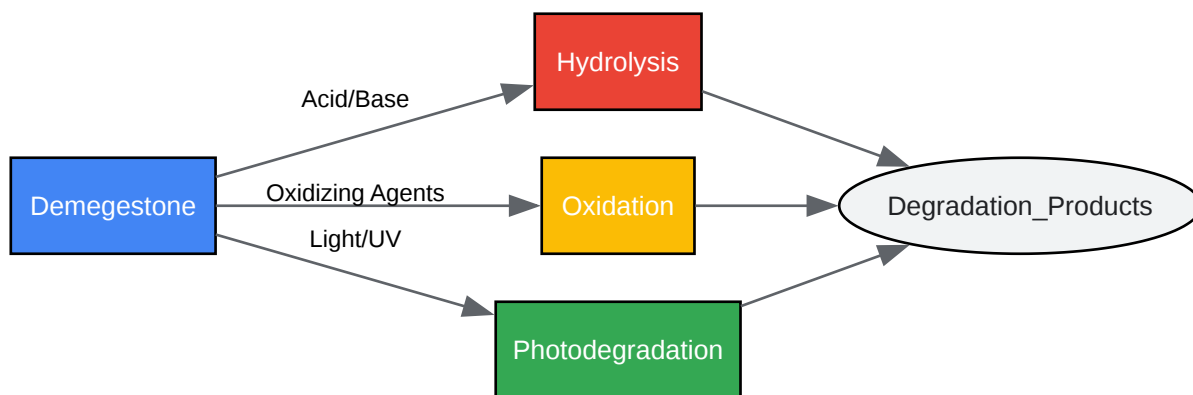 Hydrolysis
Acid/Base
Demegestone
Oxidizing Agents
Oxidation
Degradation_Products
Light/UV
Photodegradation